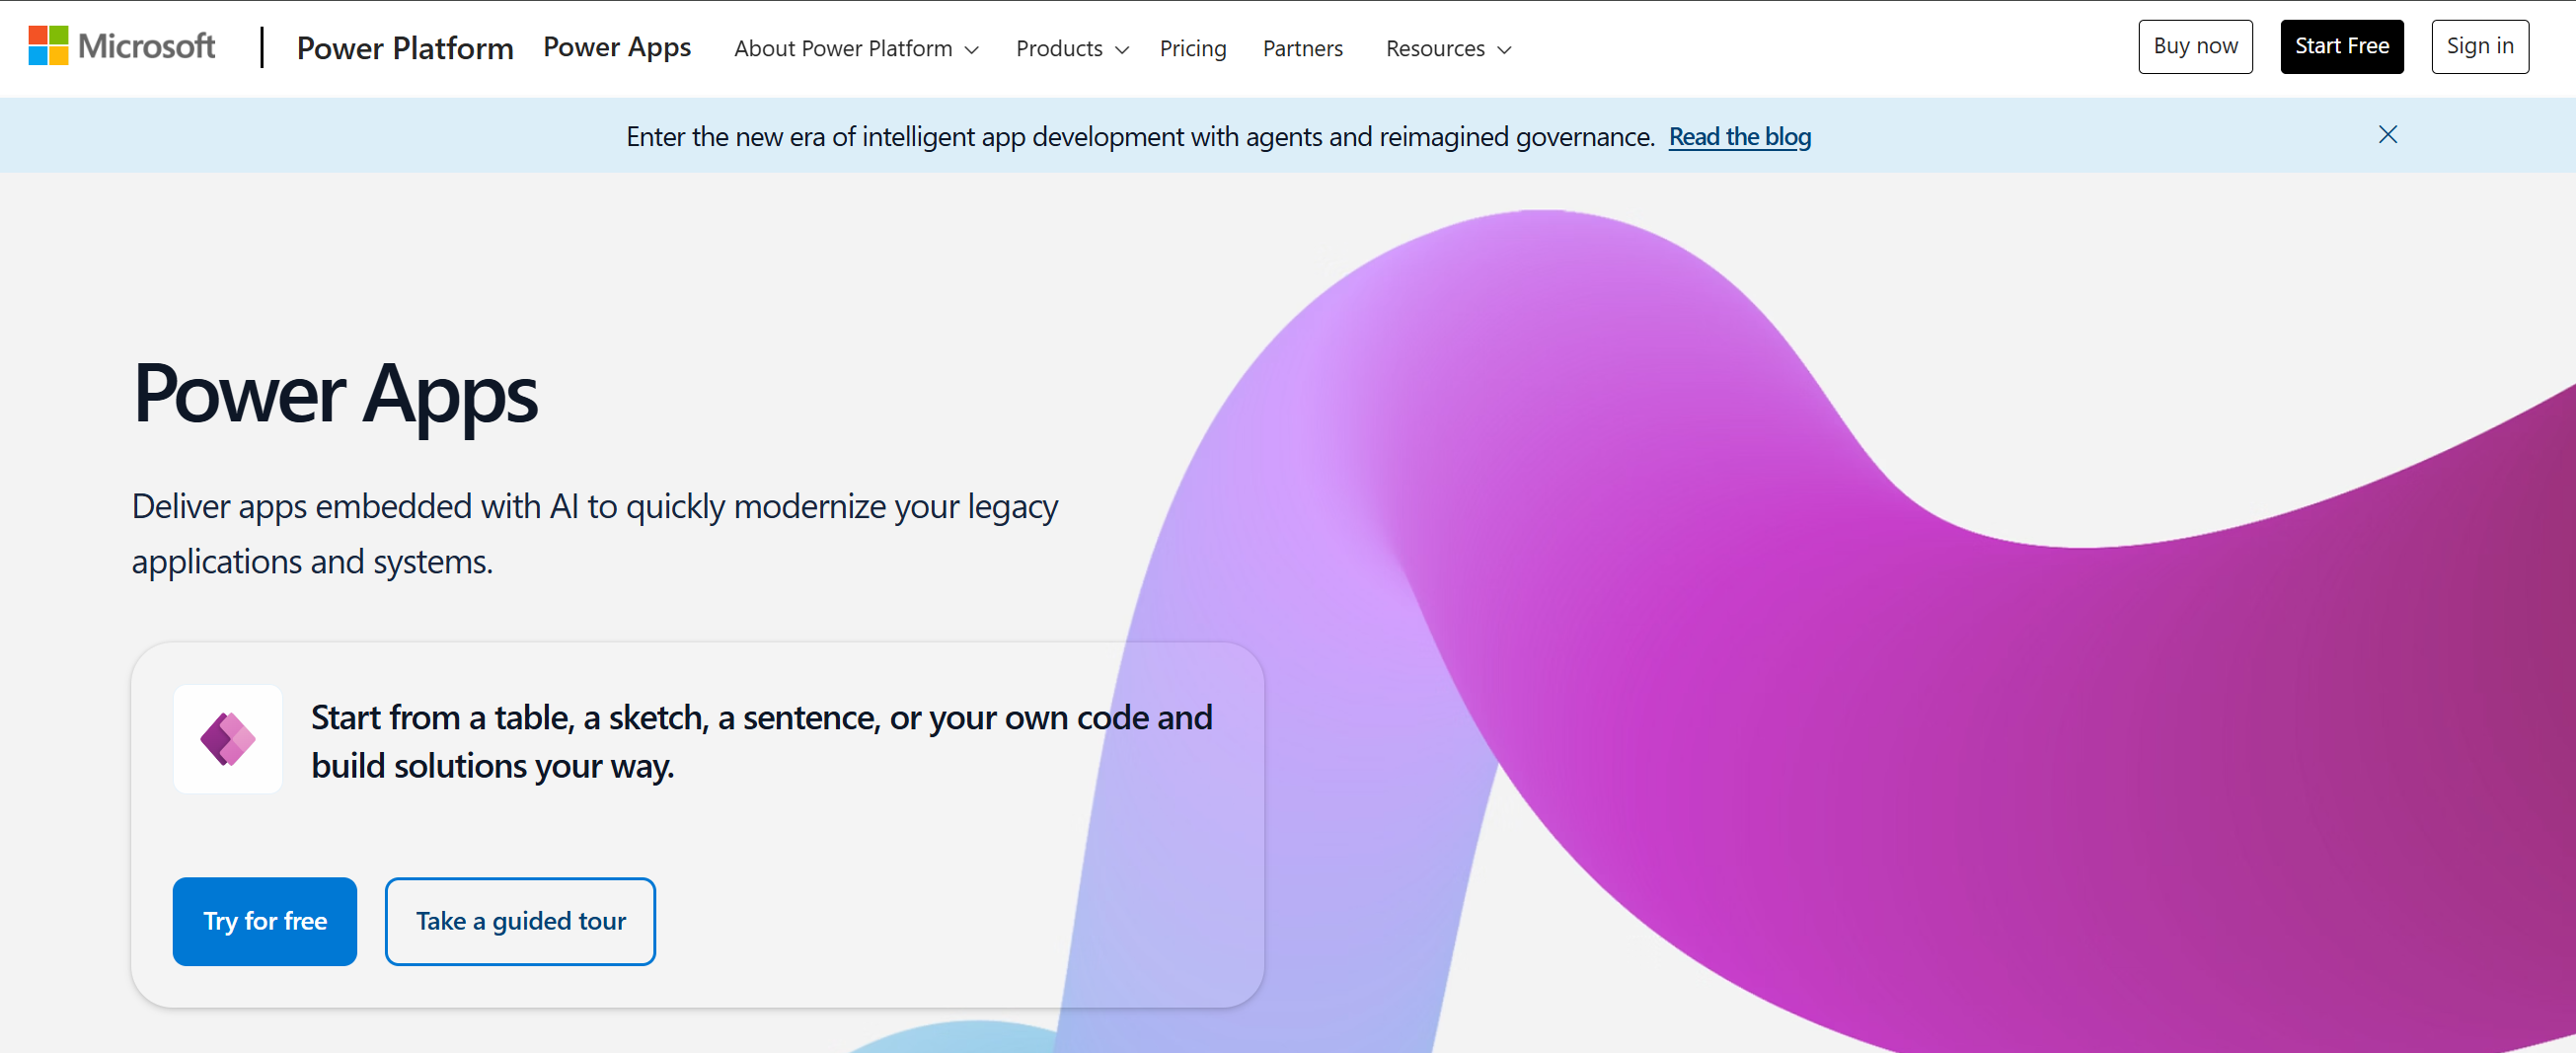 Microsoft
Power Platform Power Apps About Power Platform Products Pricing Partners Resources Buy now Start Free Sign in
Enter the new era of intelligent app development with agents and reimagined governance. Read the blog
Power Apps
Deliver apps embedded with AI to quickly modernize your legacy
applications and systems.
Start from a table, a sketch, a sentence, or your own code and
build solutions your way.
Try for free Take a guided tour